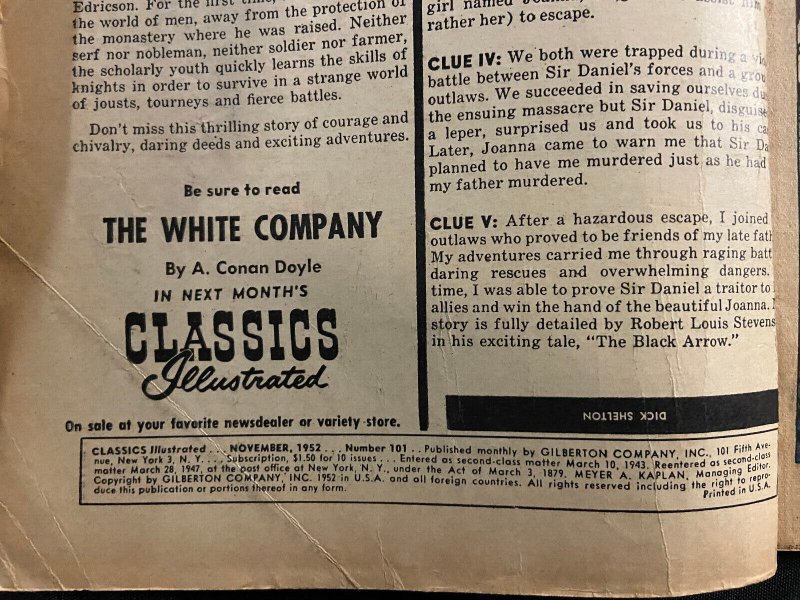 Edricson. For the first time,
the world of men, away from the protection of
the monastery where he was raised. Neither
serf nor nobleman, neither soldier nor farmer,
the scholarly youth quickly learns the skills of
knights in order to survive in a strange world
of jousts, tourneys and fierce battles.
Don't miss this thrilling story of courage and
chivalry, daring deeds and exciting adventures.
Be sure to read
THE WHITE COMPANY
By A. Conan Doyle
IN NEXT MONTH'S
CLASSICS
Illustrated
On sale at your favorite newsdealer or variety store.
girl named Joanna,
rather her) to escape.
CLUE IV: We both were trapped during a
battle between Sir Daniel's forces and a
outlaws. We succeeded in saving ourselves
the ensuing massacre but Sir Daniel,
a leper, surprised us and took us to his
Later, Joanna came to warn me that Sir
planned to have me murdered just as he had
my father murdered.
CLUE V: After a hazardous escape, I joined
outlaws who proved to be friends of my late
My adventures carried me through raging
daring rescues and overwhelming dangers.
time, I was able to prove Sir Daniel a traitor to
allies and win the hand of the beautiful Joanna.
story is fully detailed by Robert Louis Stevens
in his exciting tale, "The Black Arrow."
DICK SHELTON
CLASSICS Illustrated . . . NOVEMBER, 1952 . . . Number 101 . . Published monthly by GILBERTON COMPANY, INC., 101 Fifth Ave-
nue, New York 3, N. Y. . . . Subscription, $1.50 for 10 issues . . . Entered as second-class matter March 10, 1943. Reentered as second-class
matter March 28, 1947, at the post office at New York, N. Y., under the Act of March 3, 1879. MEYER A. KAPLAN, Managing Editor.
Copyright by GILBERTON COMPANY, INC. 1952 in U.S.A. and all foreign countries. All rights reserved including the right to repro-
duce this publication or portions thereof in any form.
Printed in U.S.A.